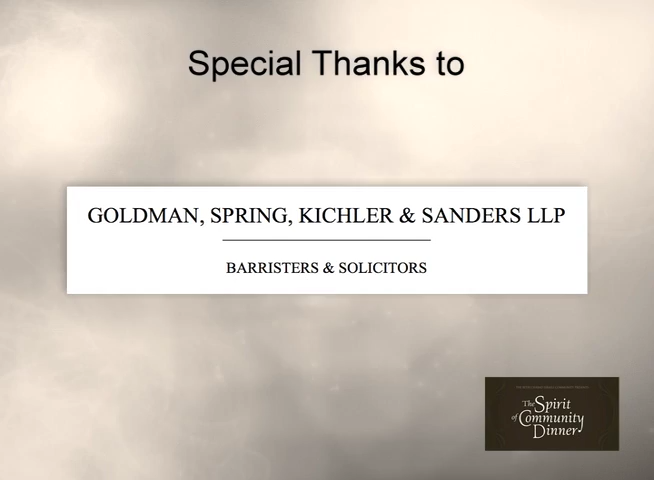 Special Thanks to
GOLDMAN, SPRING, KICHLER & SANDERS LLP
BARRISTERS & SOLICITORS
The Spirit
of Community
Dinner